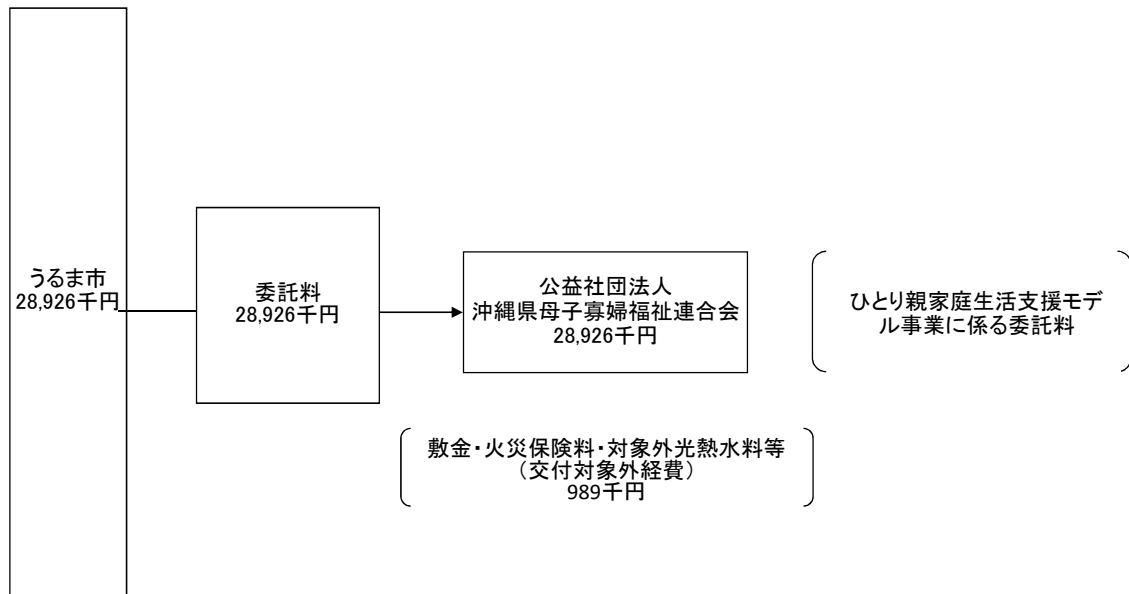 うるま市
28,926千円
委託料
28,926千円
公益社団法人
沖縄県母子寡婦福祉連合会
28,926千円
ひとり親家庭生活支援モデ
ル事業に係る委託料
敷金・火災保険料・対象外光熱水料等
（交付対象外経費）
989千円